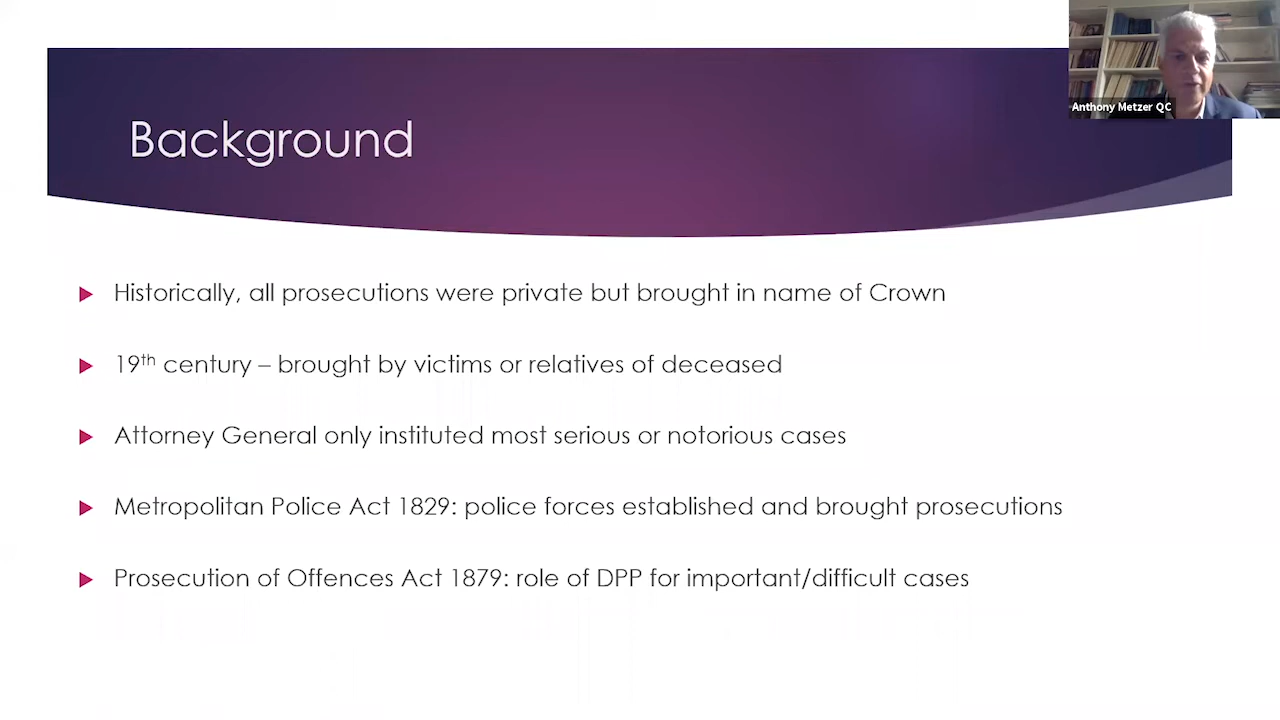 Anthony Metzer QC
Background
Historically, all prosecutions were private but brought in name of Crown
19th century – brought by victims or relatives of deceased
Attorney General only instituted most serious or notorious cases
Metropolitan Police Act 1829: police forces established and brought prosecutions
Prosecution of Offences Act 1879: role of DPP for important/difficult cases